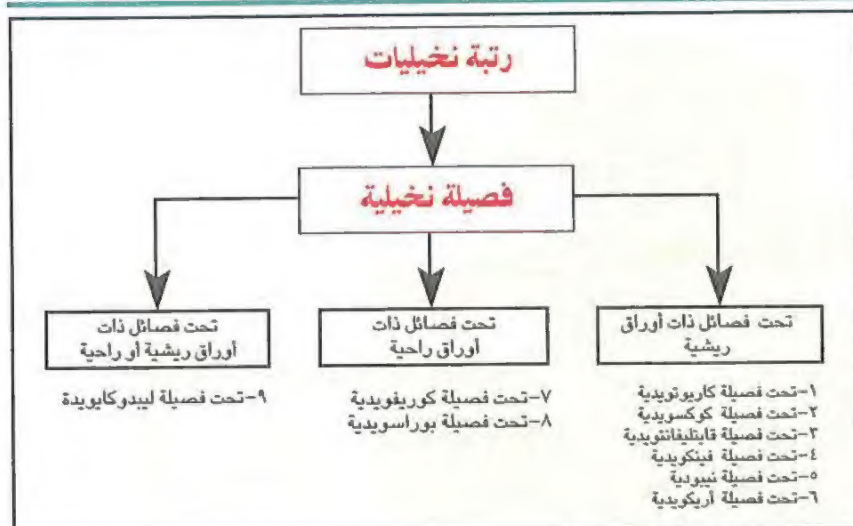 رتبة نخيليات
فصيلة نخيلية
تحت فصائل ذات أوراق
ريشية
١-تحت فصيلة كاريوتويدية
٢-تحت فصيلة كوكسويدية
٣-تحت فصيلة فايتليفانتويدية
٤-تحت فصيلة فينكويدية
٥-تحت فصيلة نيبودية
٦-تحت فصيلة أريكويدية
تحت فصائل ذات
أوراق راحية
٧-تحت فصيلة كوريفويدية
٨-تحت فصيلة بوراسويدية
تحت فصائل ذات
أوراق ريشية أو راحية
٩-تحت فصيلة ليبدوكايويدة